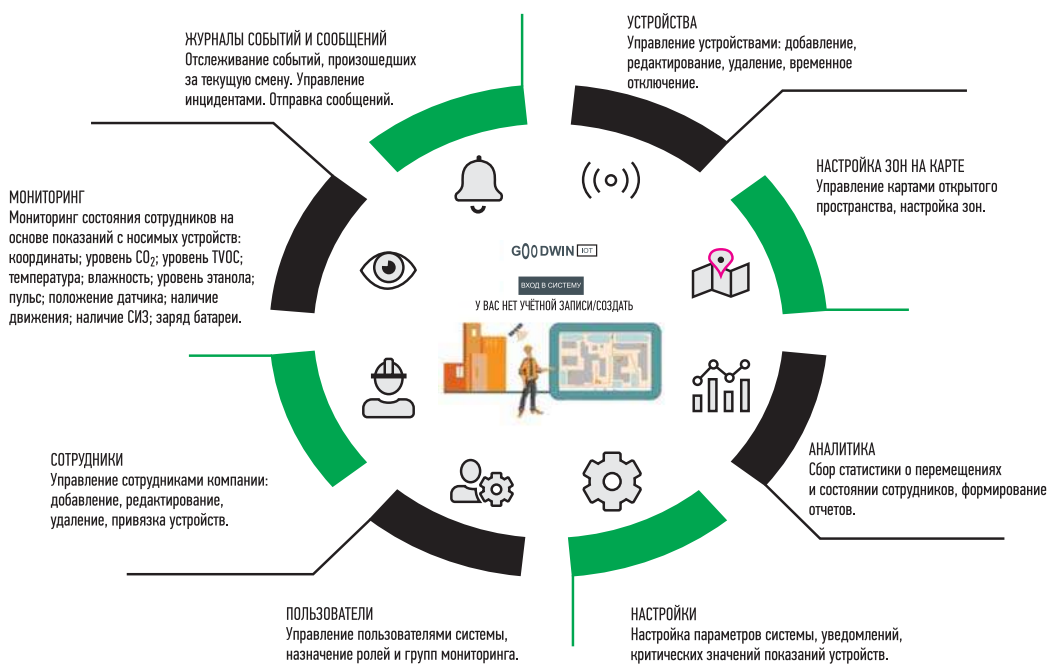 ЖУРНАЛЫ СОБЫТИЙ И СООБЩЕНИЙ
Отслеживание событий, произошедших
за текущую смену. Управление
инцидентами. Отправка сообщений.
УСТРОЙСТВА
Управление устройствами: добавление,
редактирование, удаление, временное
отключение.
МОНИТОРИНГ
Мониторинг состояния сотрудников на
основе показаний с носимых устройств:
координаты; уровень CO₂; уровень TVOC;
температура; влажность; уровень этанола;
пульс; положение датчика; наличие
движения; наличие СИЗ; заряд батареи.
НАСТРОЙКА ЗОН НА КАРТЕ
Управление картами открытого
пространства, настройка зон.
GOODWIN IOT
ВХОД В СИСТЕМУ
У ВАС НЕТ УЧЁТНОЙ ЗАПИСИ/СОЗДАТЬ
СОТРУДНИКИ
Управление сотрудниками компании:
добавление, редактирование,
удаление, привязка устройств.
АНАЛИТИКА
Сбор статистики о перемещениях
и состоянии сотрудников, формирование
отчетов.
ПОЛЬЗОВАТЕЛИ
Управление пользователями системы,
назначение ролей и групп мониторинга.
НАСТРОЙКИ
Настройка параметров системы, уведомлений,
критических значений показаний устройств.